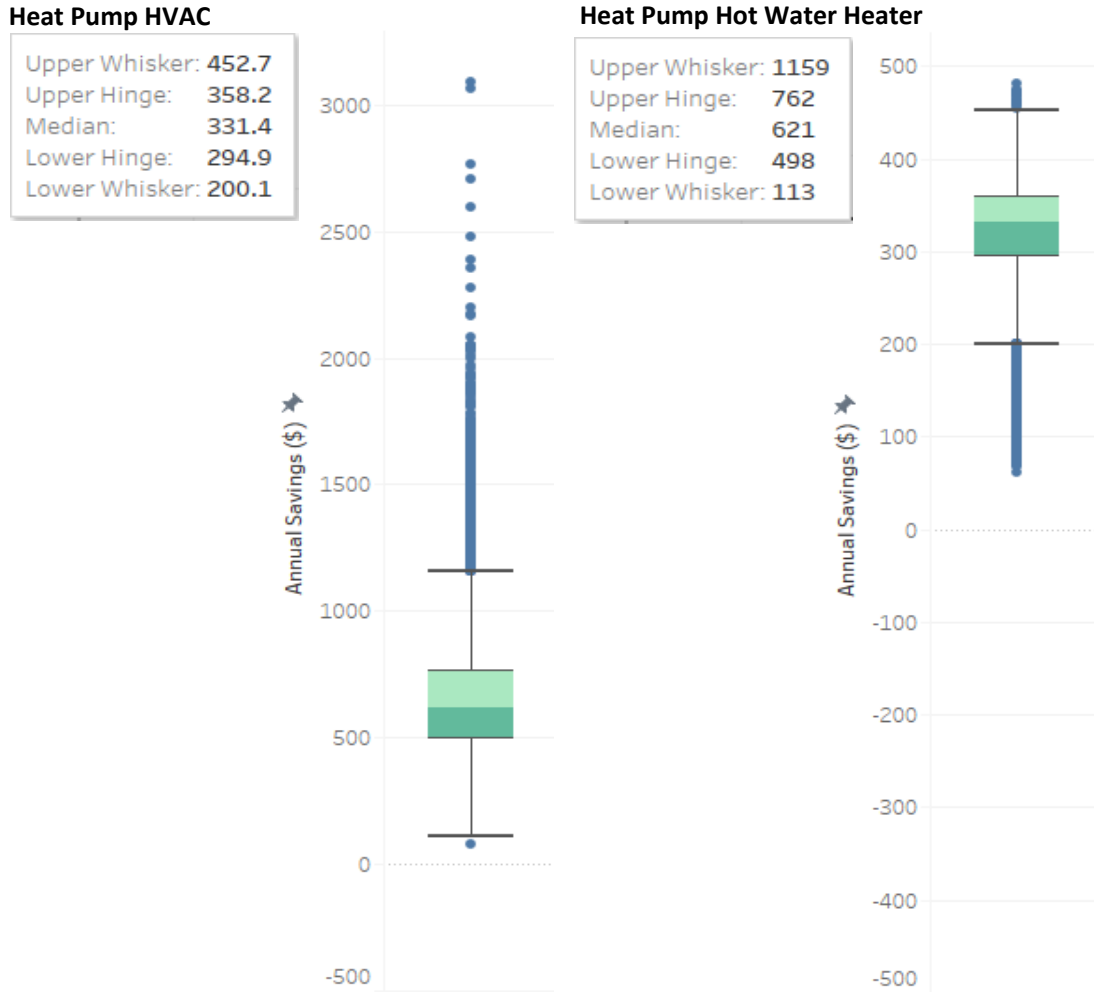 Heat Pump HVAC
Upper Whisker: 452.7
Upper Hinge: 358.2
Median: 331.4
Lower Hinge: 294.9
Lower Whisker: 200.1
Annual Savings ($)
3000
2500
2000
1500
1000
500
0
-500
Heat Pump Hot Water Heater
Upper Whisker: 1159
Upper Hinge: 762
Median: 621
Lower Hinge: 498
Lower Whisker: 113
Annual Savings ($)
500
400
300
200
100
0
-100
-200
-300
-400
-500